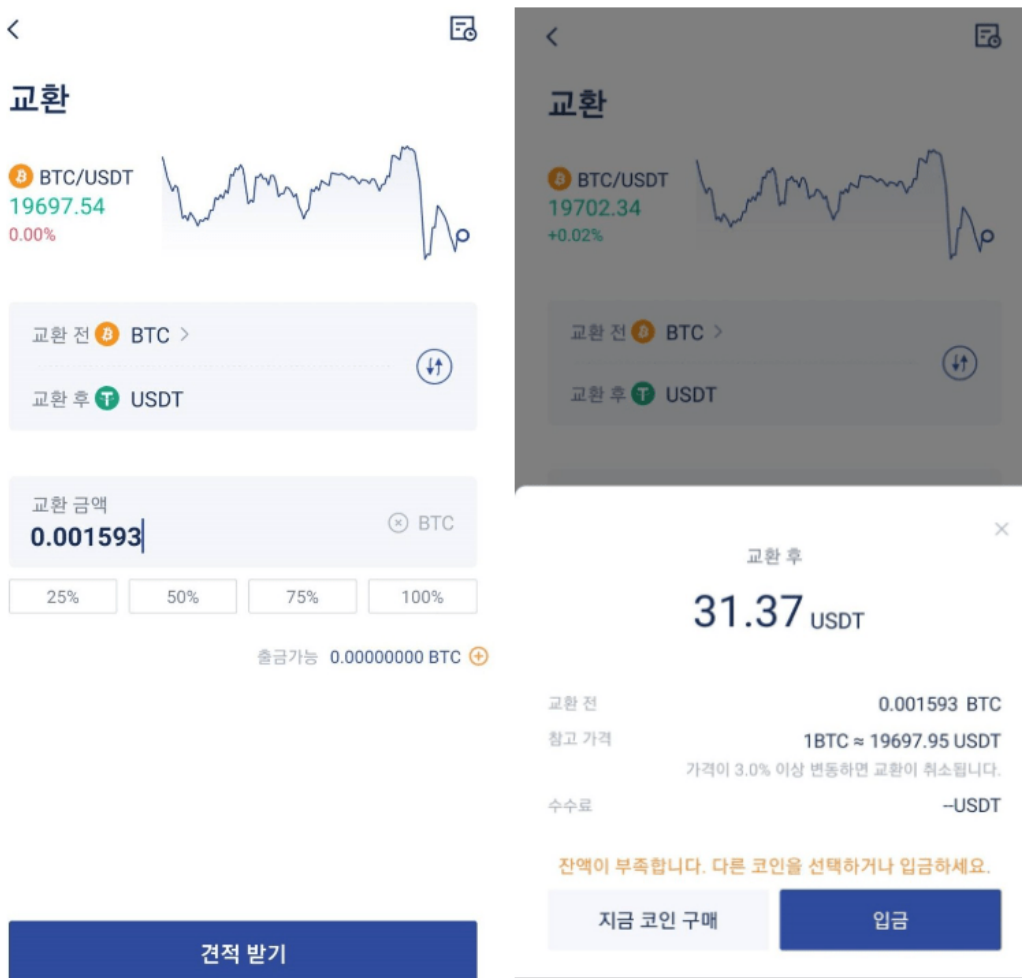 교환
BTC/USDT
19697.54
0.00%
교환 전 BTC >
교환 후 USDT
교환 금액
0.001593 BTC
25% 50% 75% 100%
출금가능 0.00000000 BTC
견적 받기
교환
BTC/USDT
19702.34
+0.02%
교환 전 BTC >
교환 후 USDT
교환 후
31.37 USDT
교환 전 0.001593 BTC
참고 가격 1BTC ≈ 19697.95 USDT
가격이 3.0% 이상 변동하면 교환이 취소됩니다.
수수료 --USDT
잔액이 부족합니다. 다른 코인을 선택하거나 입금하세요.
지금 코인 구매 입금